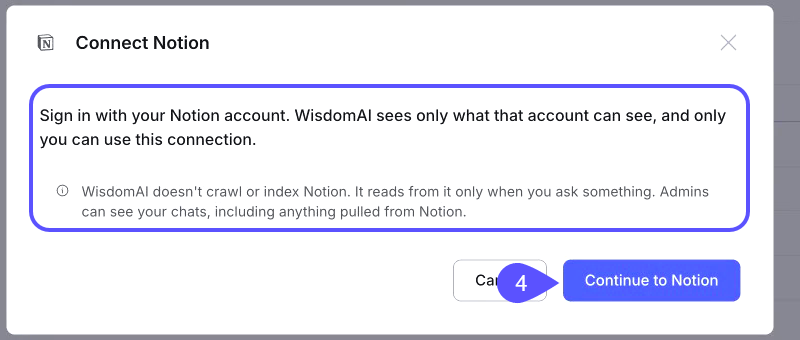 Connect Notion
Sign in with your Notion account. WisdomAI sees only what that account can see, and only
you can use this connection.
WisdomAI doesn't crawl or index Notion. It reads from it only when you ask something. Admins
can see your chats, including anything pulled from Notion.
4
Continue to Notion